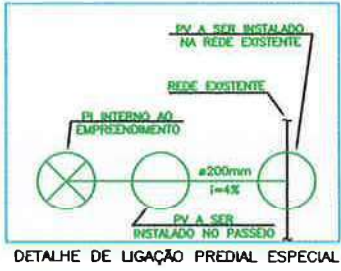 PV A SER INSTALADO
NA REDE EXISTENTE
REDE EXISTENTE
PI INTERNO AO
EMPREENDIMENTO
ø200mm
i=4%
PV A SER
INSTALADO NO PASSEIO
DETALHE DE LIGAÇÃO PREDIAL ESPECIAL